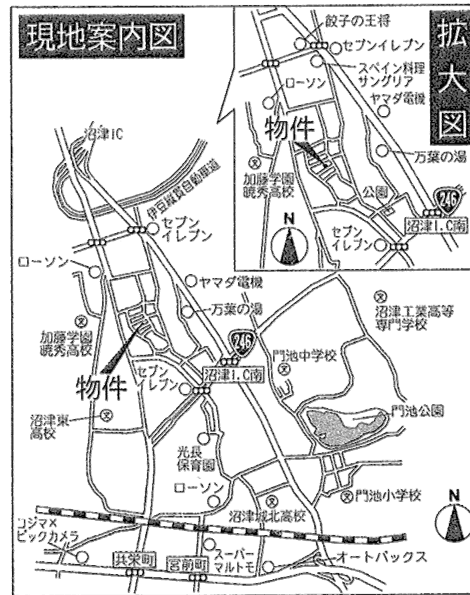 現地案内図
拡大図
餃子の王将
セブンイレブン
スペイン料理
サングリア
ローソン
ヤマダ電機
物件
万葉の湯
加藤学園
暁秀高校
公園
246
沼津I.C南
セブン
イレブン
N
沼津IC
伊豆縦貫自動車道
セブン
イレブン
ローソン
ヤマダ電機
万葉の湯
沼津工業高等
専門学校
加藤学園
暁秀高校
246
門池中学校
物件
セブン
イレブン
沼津I.C南
門池公園
沼津東
高校
光長
保育園
ローソン
門池小学校
沼津城北高校
N
コジマ×
ビックカメラ
共栄町
宮前町
スーパー
マルトモ
オートバックス